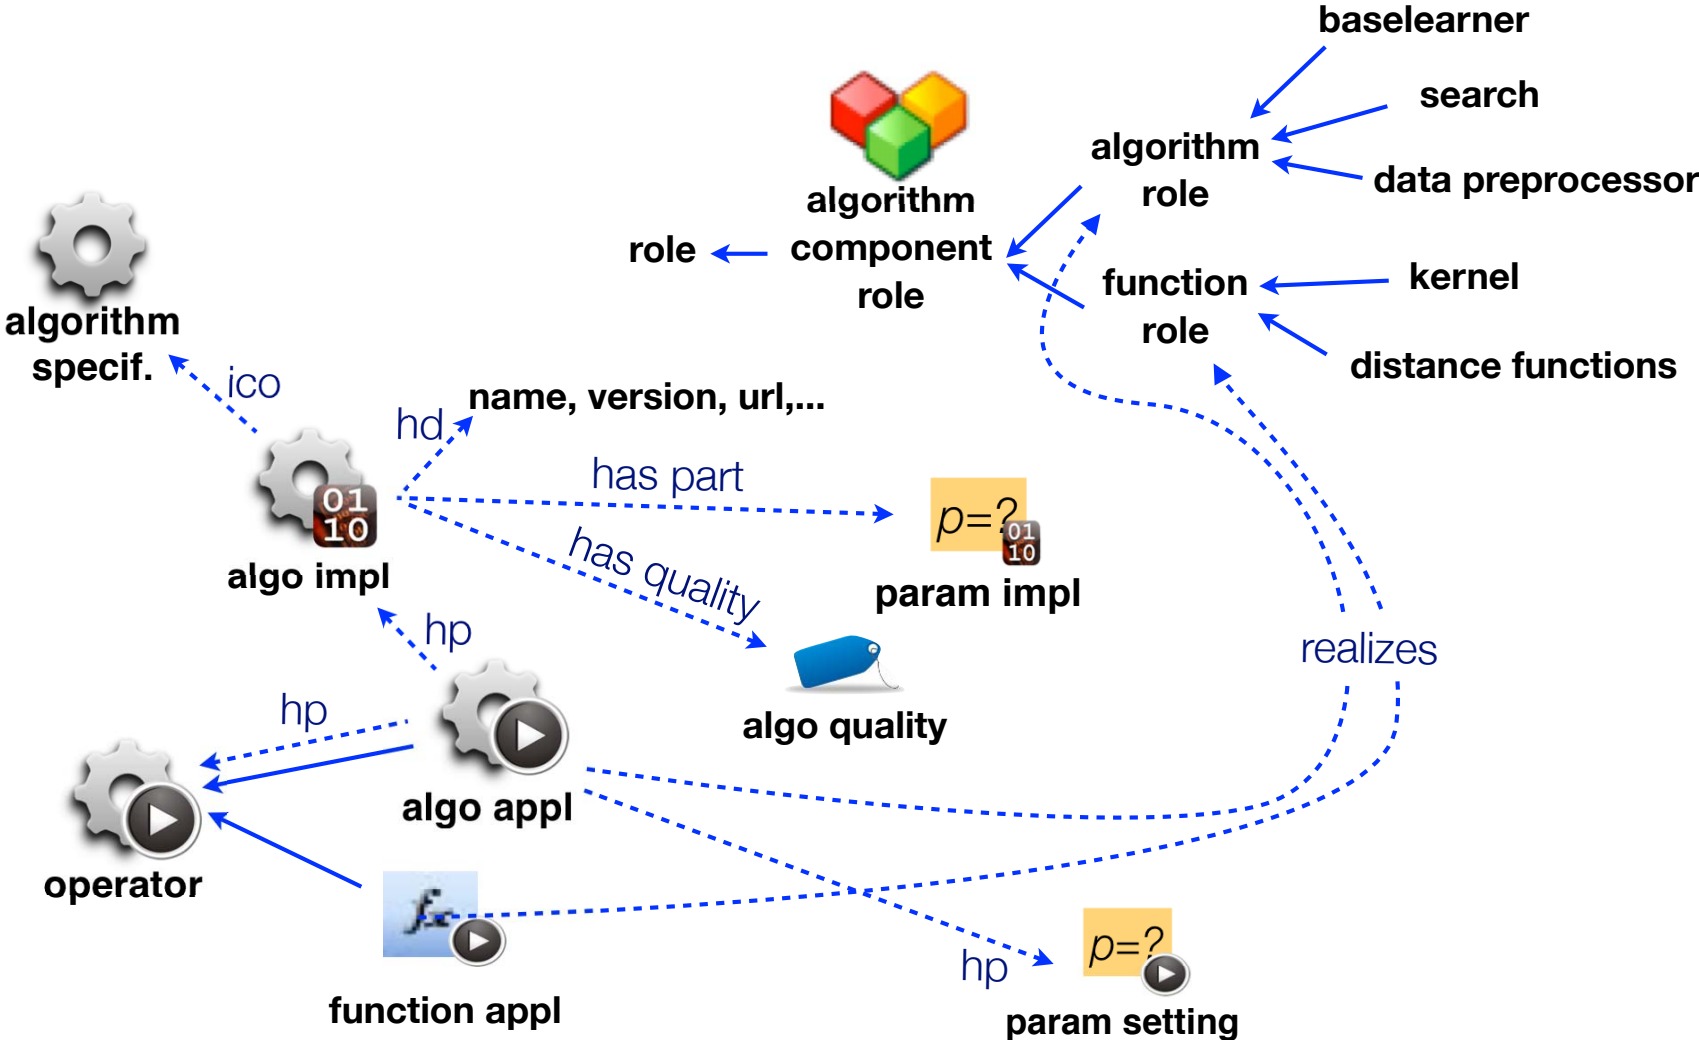 baselearner
search
algorithm
role
data preprocessor
algorithm
component
role
role
function
role
kernel
distance functions
algorithm
specif.
ico
name, version, url,...
hd
has part
p=?
01
10
param impl
01
10
algo impl
has quality
algo quality
hp
realizes
hp
algo appl
operator
fx
function appl
hp
p=?
param setting